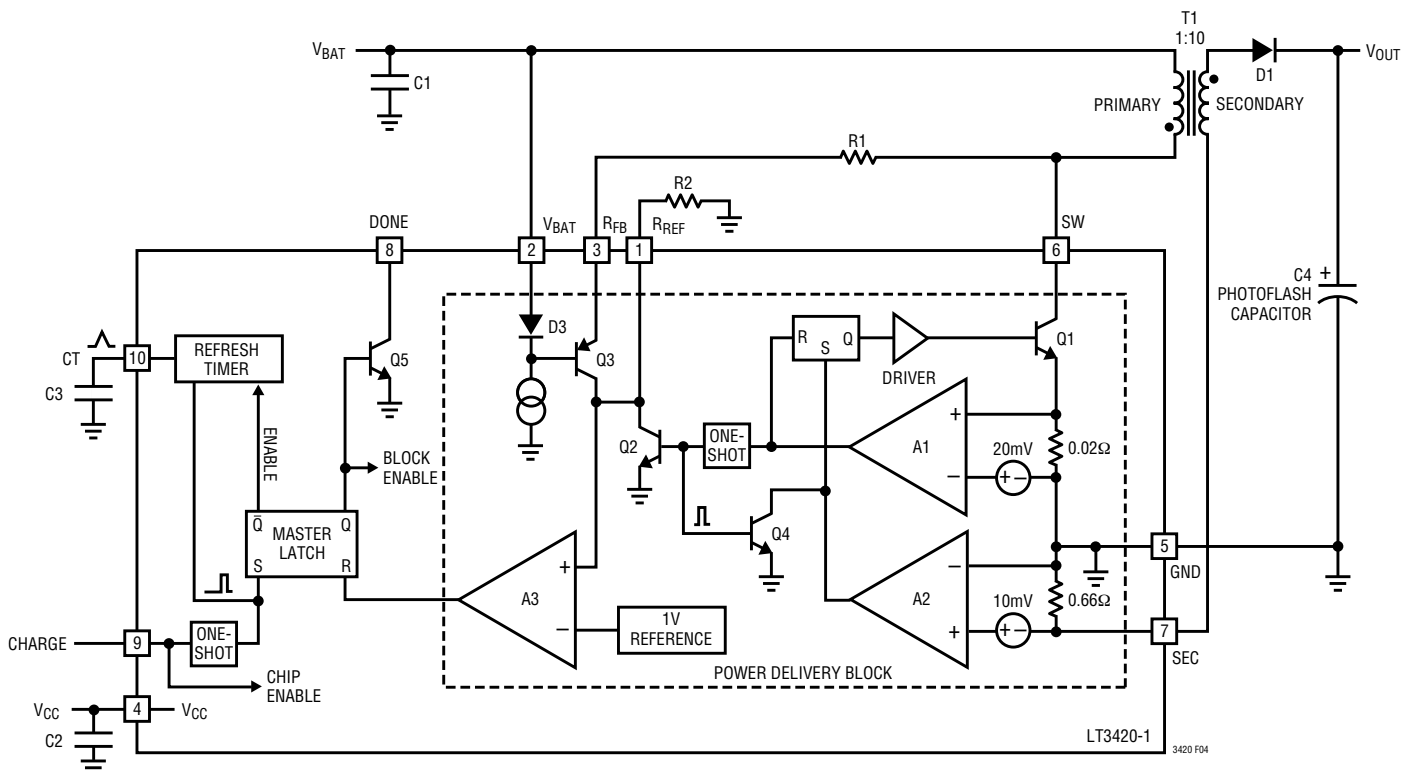 T1
1:10
VBAT
C1
D1
VOUT
PRIMARY
SECONDARY
R1
R2
DONE
VBAT
RFB
RREF
SW
8
2
3
1
6
C4
+
PHOTOFLASH
CAPACITOR
D3
Q3
R
S
Q
DRIVER
Q1
CT
10
REFRESH
TIMER
Q5
C3
ENABLE
BLOCK
ENABLE
Q2
ONE-
SHOT
A1
+
–
20mV
+ –
0.02Ω
Q̅
Q
MASTER
LATCH
S
R
Q4
5
GND
A3
+
–
1V
REFERENCE
A2
–
+
10mV
+ –
0.66Ω
7
SEC
CHARGE
9
ONE-
SHOT
CHIP
ENABLE
POWER DELIVERY BLOCK
VCC
4
VCC
C2
LT3420-1
3420 F04